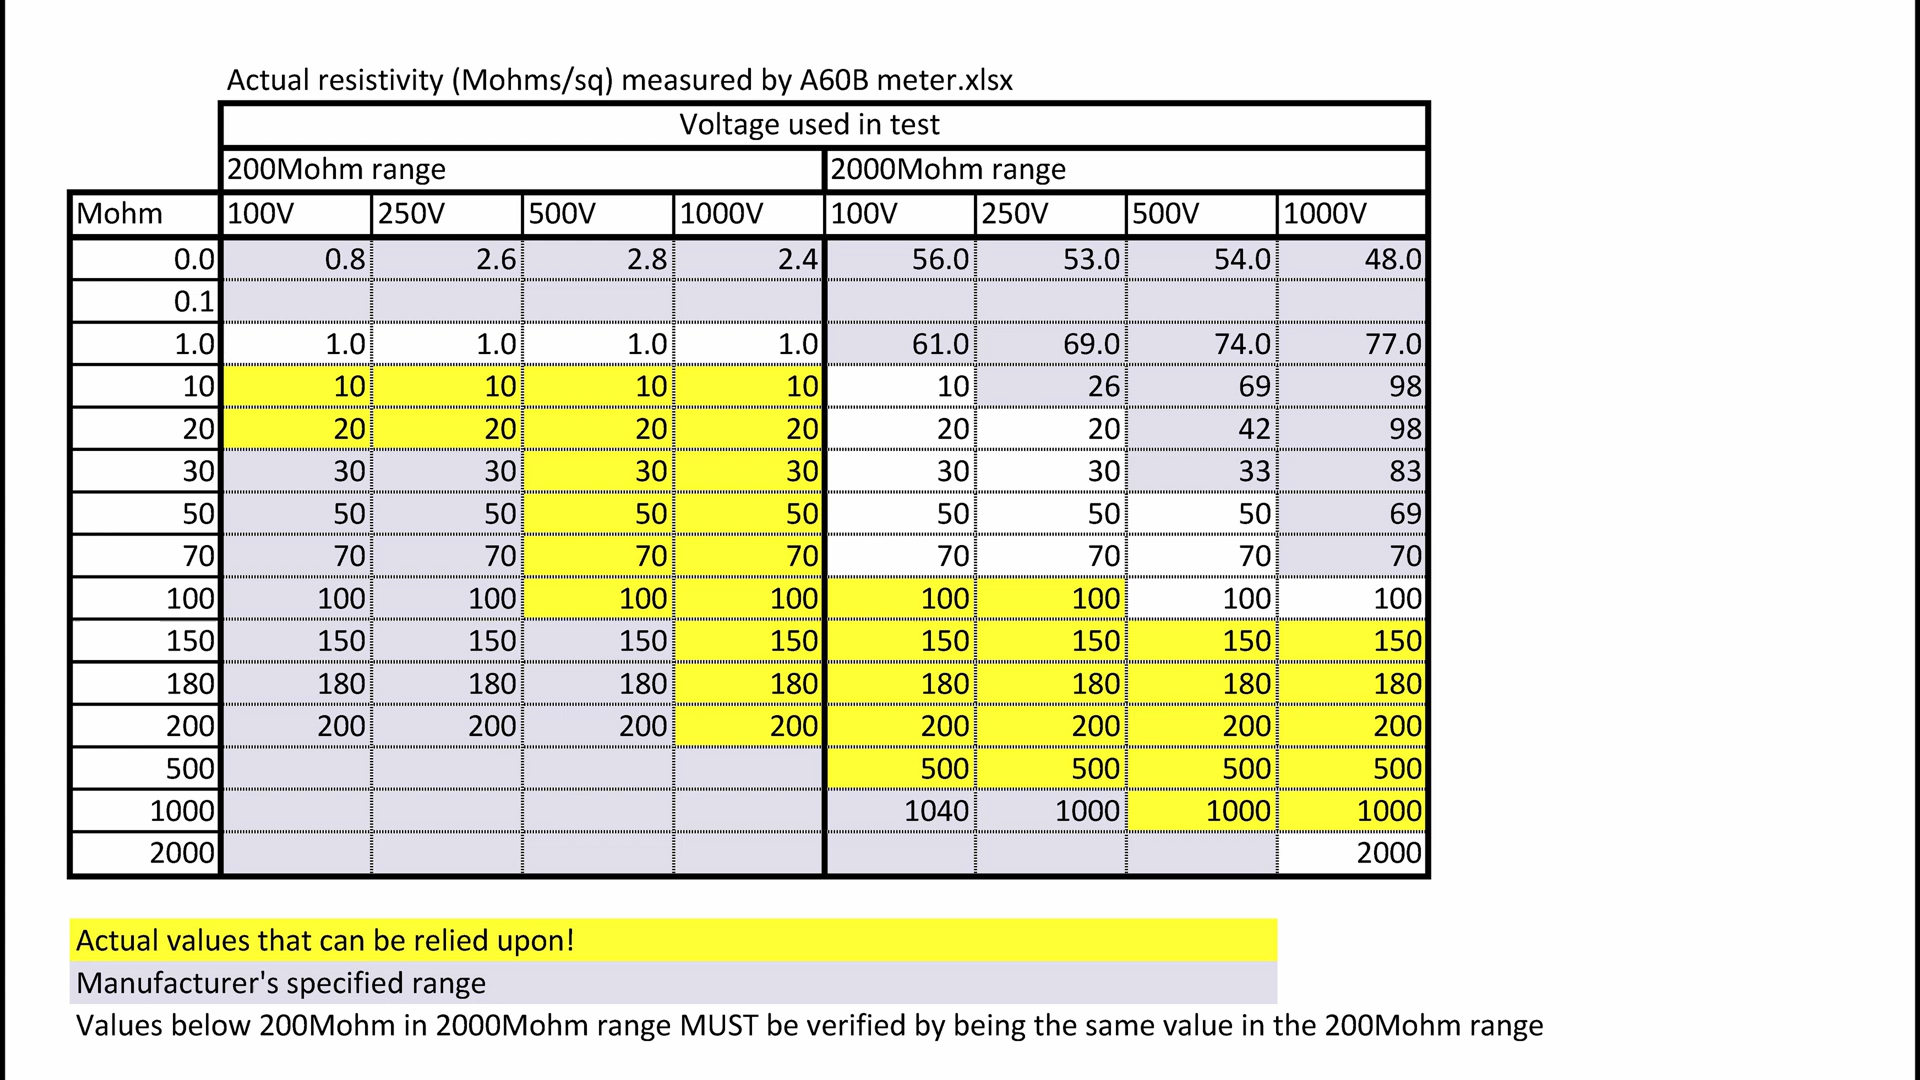 Actual resistivity (Mohms/sq) measured by A60B meter.xlsx
Voltage used in test
200Mohm range 2000Mohm range
Mohm 100V 250V 500V 1000V 100V 250V 500V 1000V
0.0 0.8 2.6 2.8 2.4 56.0 53.0 54.0 48.0
0.1
1.0 1.0 1.0 1.0 1.0 61.0 69.0 74.0 77.0
10 10 10 10 10 10 26 69 98
20 20 20 20 20 20 20 42 98
30 30 30 30 30 30 30 33 83
50 50 50 50 50 50 50 50 69
70 70 70 70 70 70 70 70 70
100 100 100 100 100 100 100 100 100
150 150 150 150 150 150 150 150 150
180 180 180 180 180 180 180 180 180
200 200 200 200 200 200 200 200 200
500 500 500 500 500
1000 1040 1000 1000 1000
2000 2000
Actual values that can be relied upon!
Manufacturer's specified range
Values below 200Mohm in 2000Mohm range MUST be verified by being the same value in the 200Mohm range